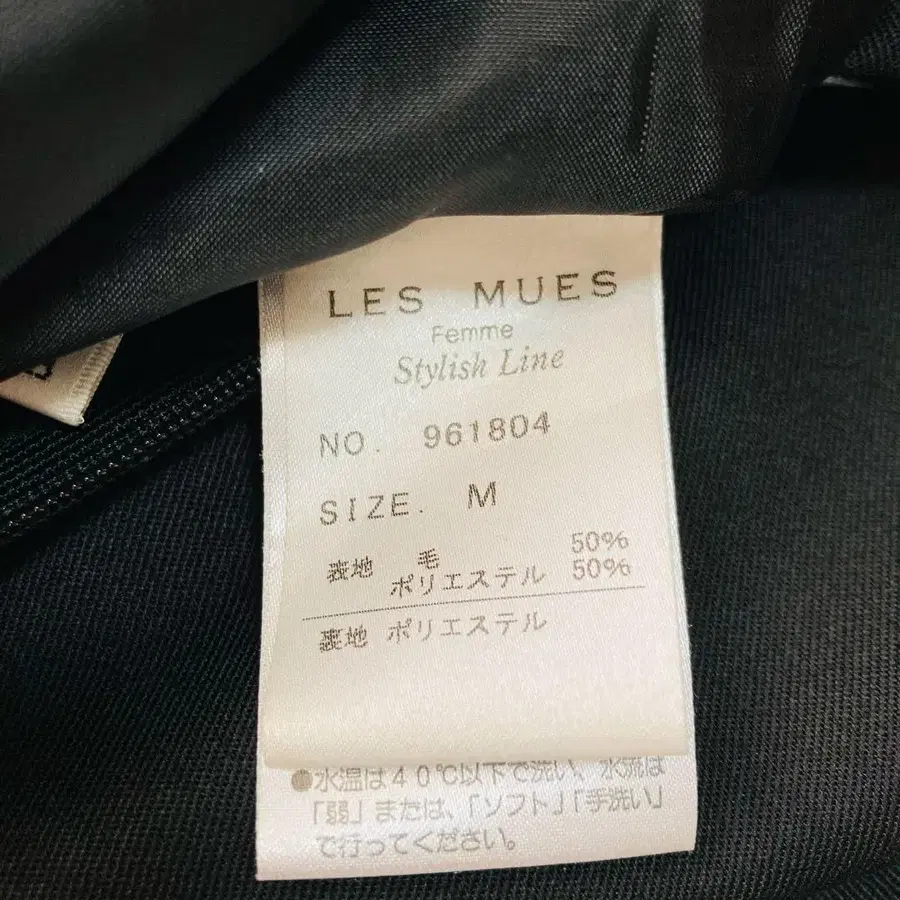 LES MUES
Femme
Stylish Line
NO. 961804
SIZE. M
表地 毛 50%
ポリエステル 50%
裏地 ポリエステル
●水温は40℃以下で洗い、水流は
「弱」または、「ソフト」「手洗い」
で行ってください。